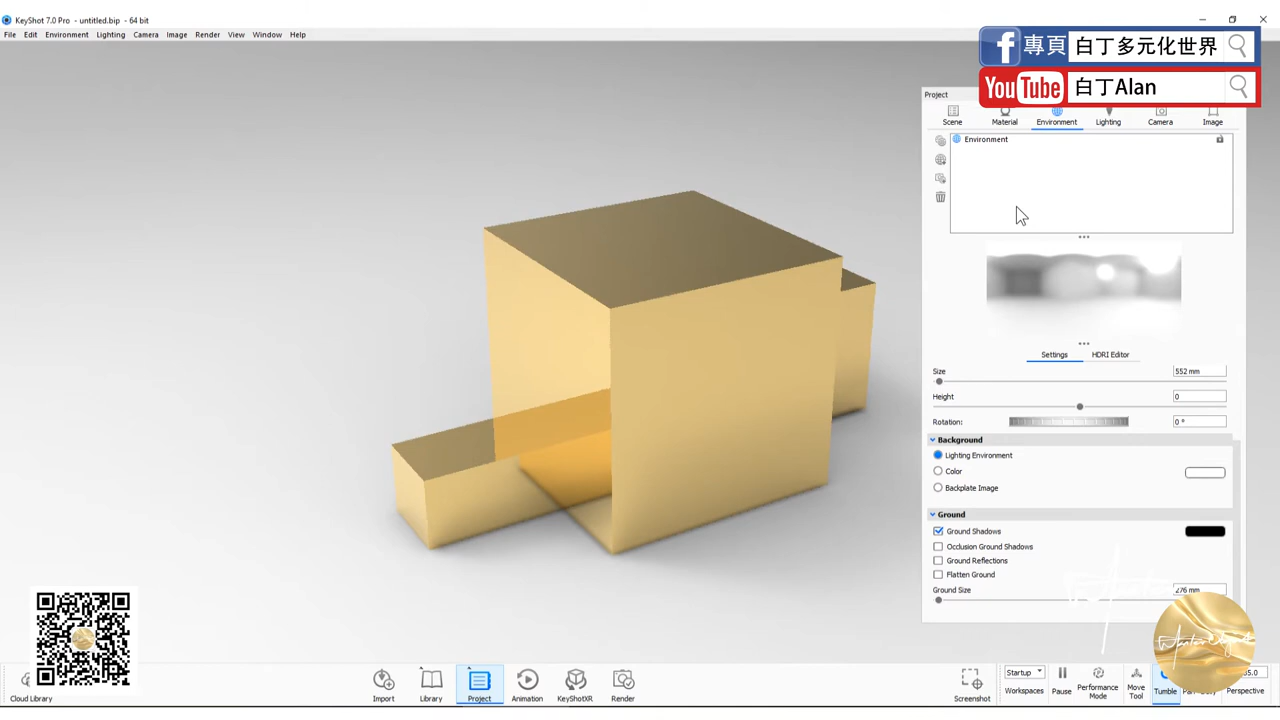 KeyShot 7.0 Pro - untitled.bip - 64 bit
File Edit Environment Lighting Camera Image Render View Window Help
f 專頁 白丁多元化世界
YouTube 白丁Alan
Project
Scene Material Environment Lighting Camera Image
Environment
Settings HDRI Editor
Size 552 mm
Height 0
Rotation: 0 °
Background
Lighting Environment
Color
Backplate Image
Ground
Ground Shadows
Occlusion Ground Shadows
Ground Reflections
Flatten Ground
Ground Size 276 mm
Cloud Library Import Library Project Animation KeyShotXR Render Screenshot
Startup
Workspaces Pause Performance Mode Move Tool Tumble Perspective